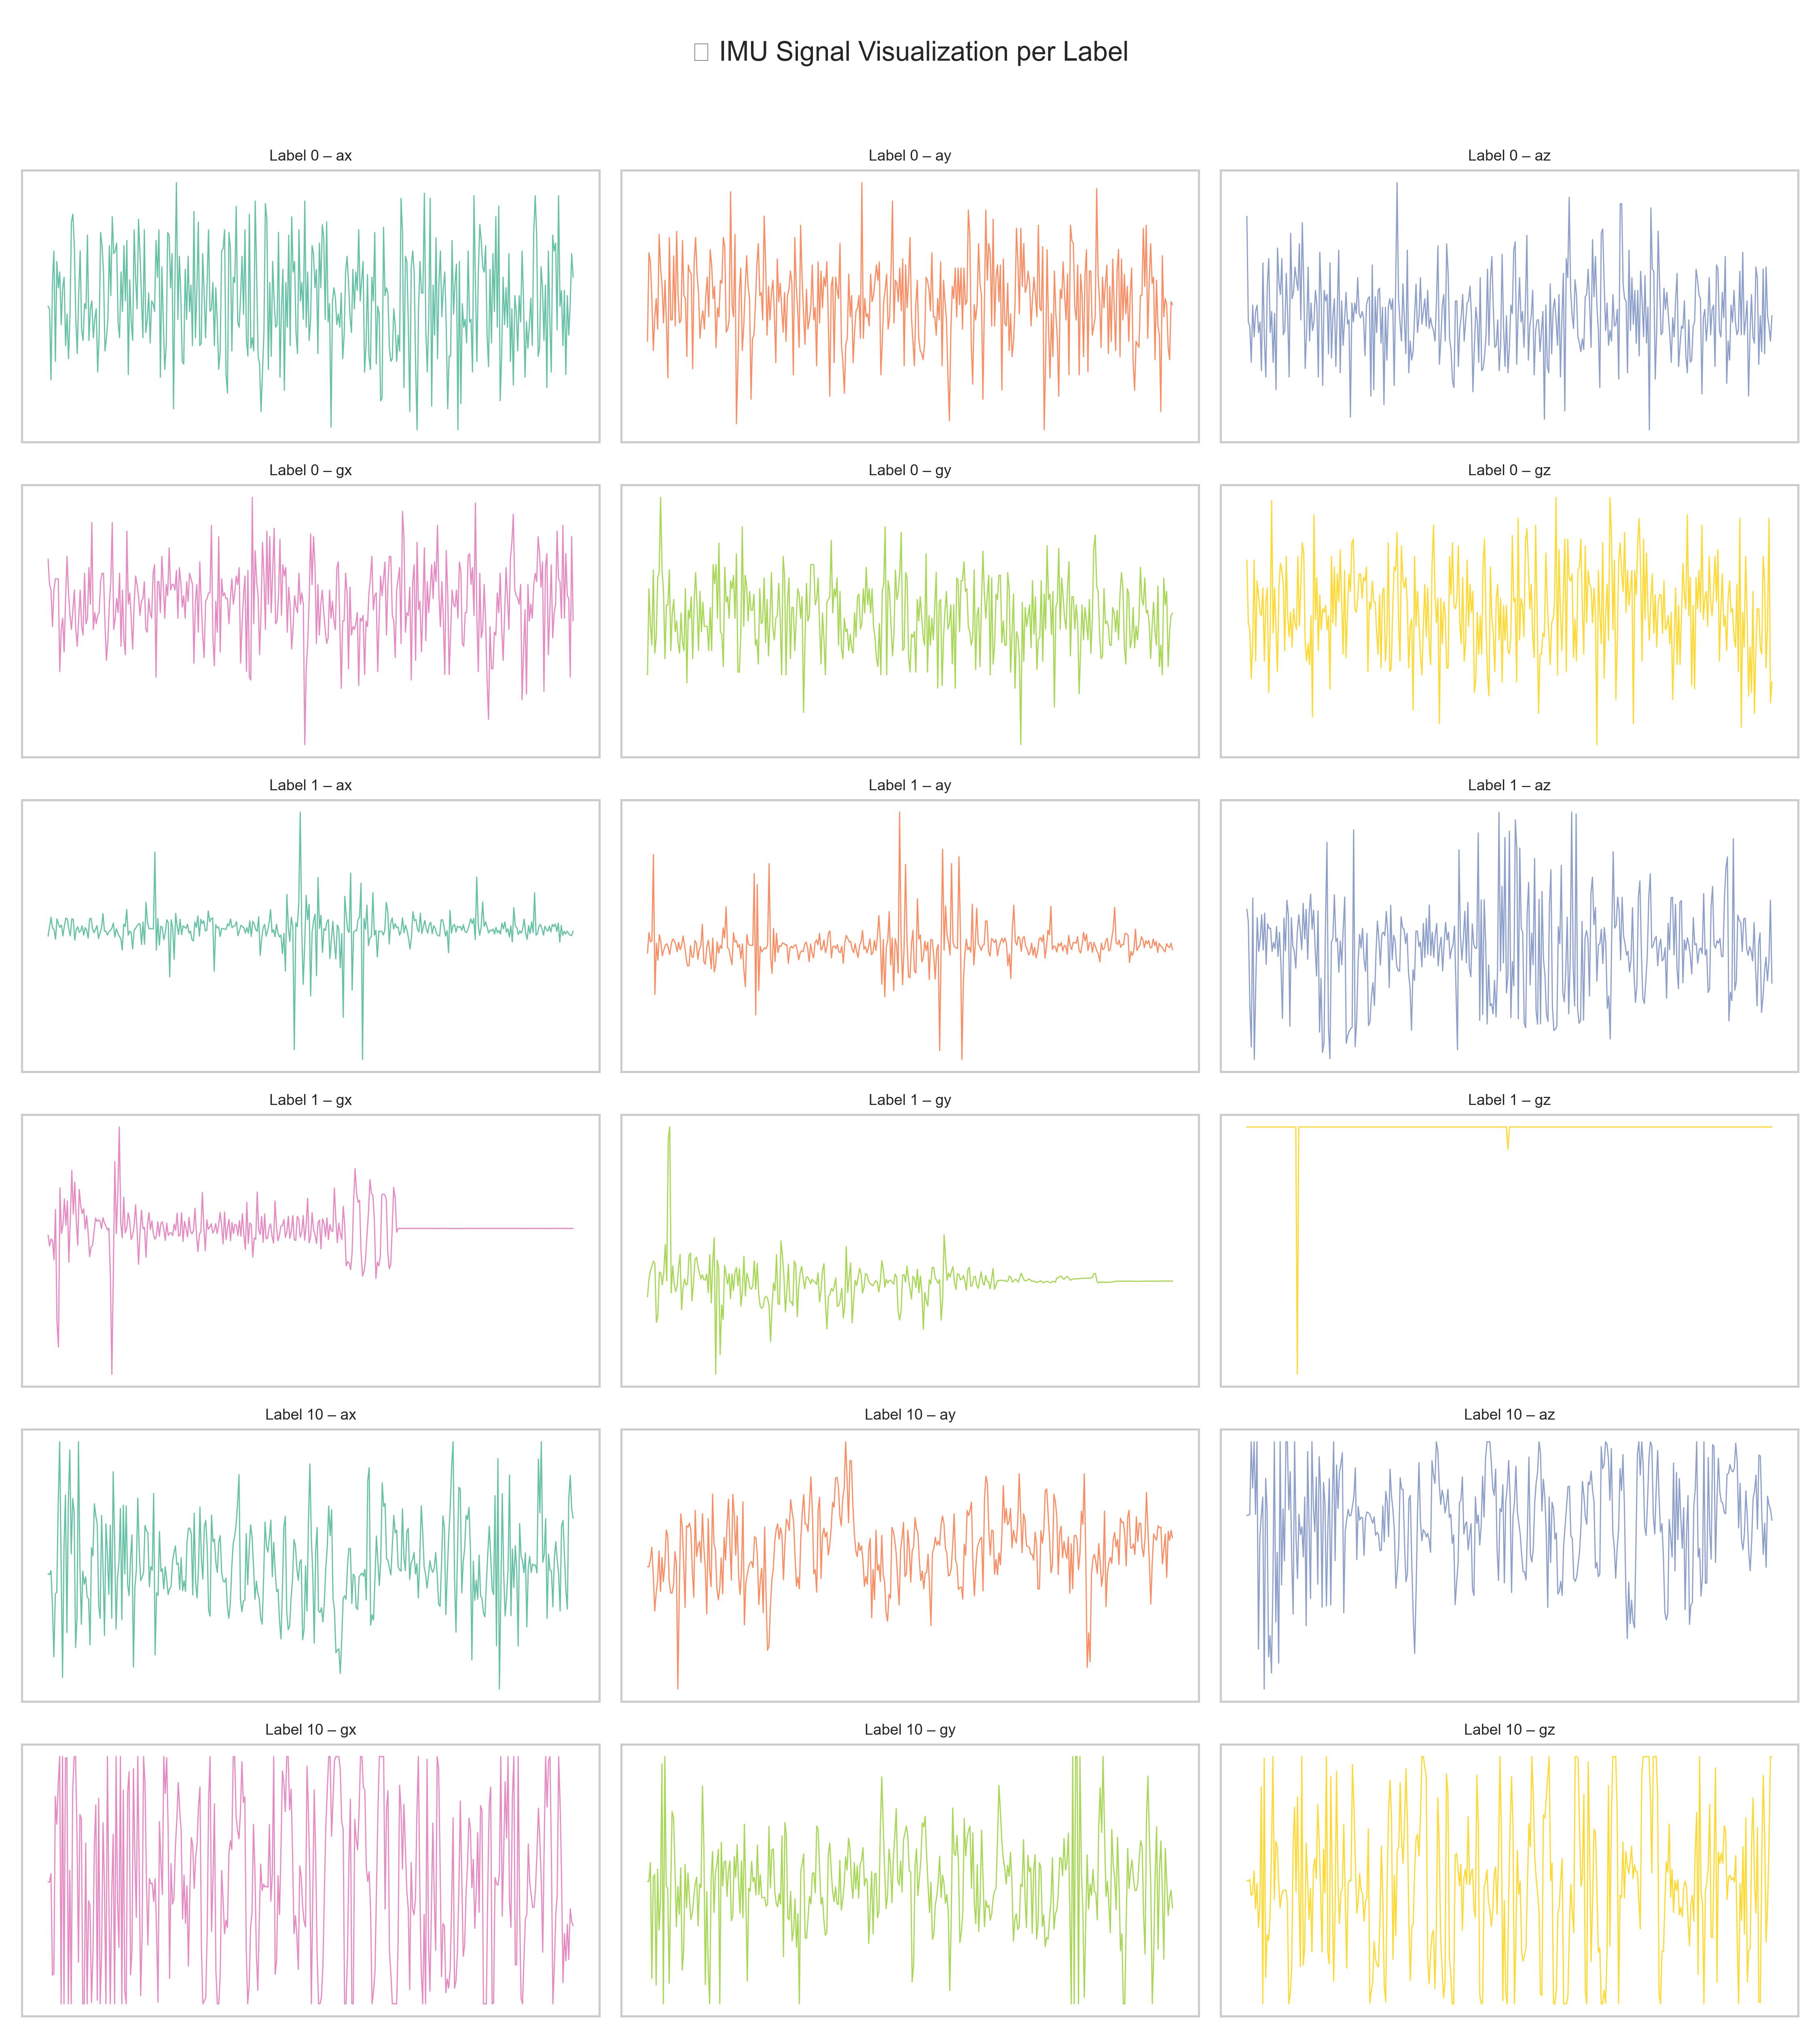 IMU Signal Visualization per Label
Label 0 – ax
Label 0 – ay
Label 0 – az
Label 0 – gx
Label 0 – gy
Label 0 – gz
Label 1 – ax
Label 1 – ay
Label 1 – az
Label 1 – gx
Label 1 – gy
Label 1 – gz
Label 10 – ax
Label 10 – ay
Label 10 – az
Label 10 – gx
Label 10 – gy
Label 10 – gz